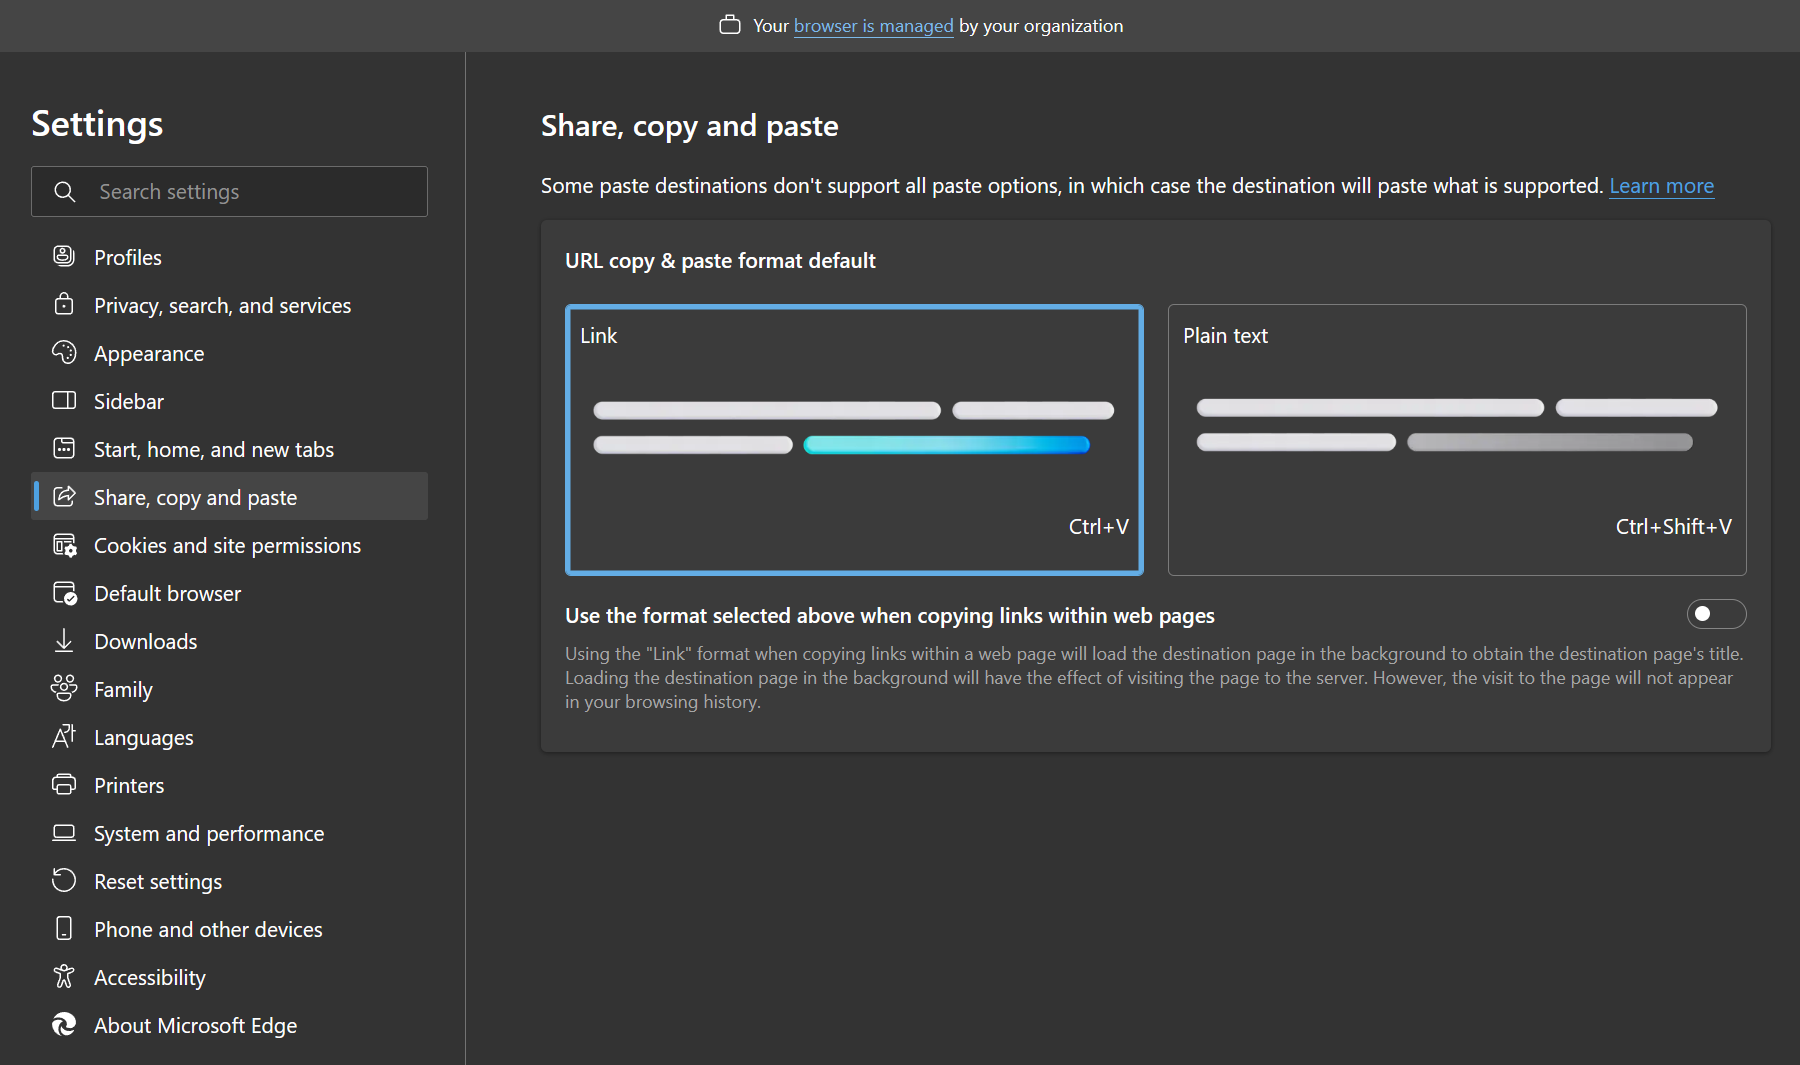 Your browser is managed by your organization
Settings
Search settings
Profiles
Privacy, search, and services
Appearance
Sidebar
Start, home, and new tabs
Share, copy and paste
Cookies and site permissions
Default browser
Downloads
Family
Languages
Printers
System and performance
Reset settings
Phone and other devices
Accessibility
About Microsoft Edge
Share, copy and paste
Some paste destinations don't support all paste options, in which case the destination will paste what is supported. Learn more
URL copy & paste format default
Link
Ctrl+V
Plain text
Ctrl+Shift+V
Use the format selected above when copying links within web pages
Using the "Link" format when copying links within a web page will load the destination page in the background to obtain the destination page's title.
Loading the destination page in the background will have the effect of visiting the page to the server. However, the visit to the page will not appear
in your browsing history.